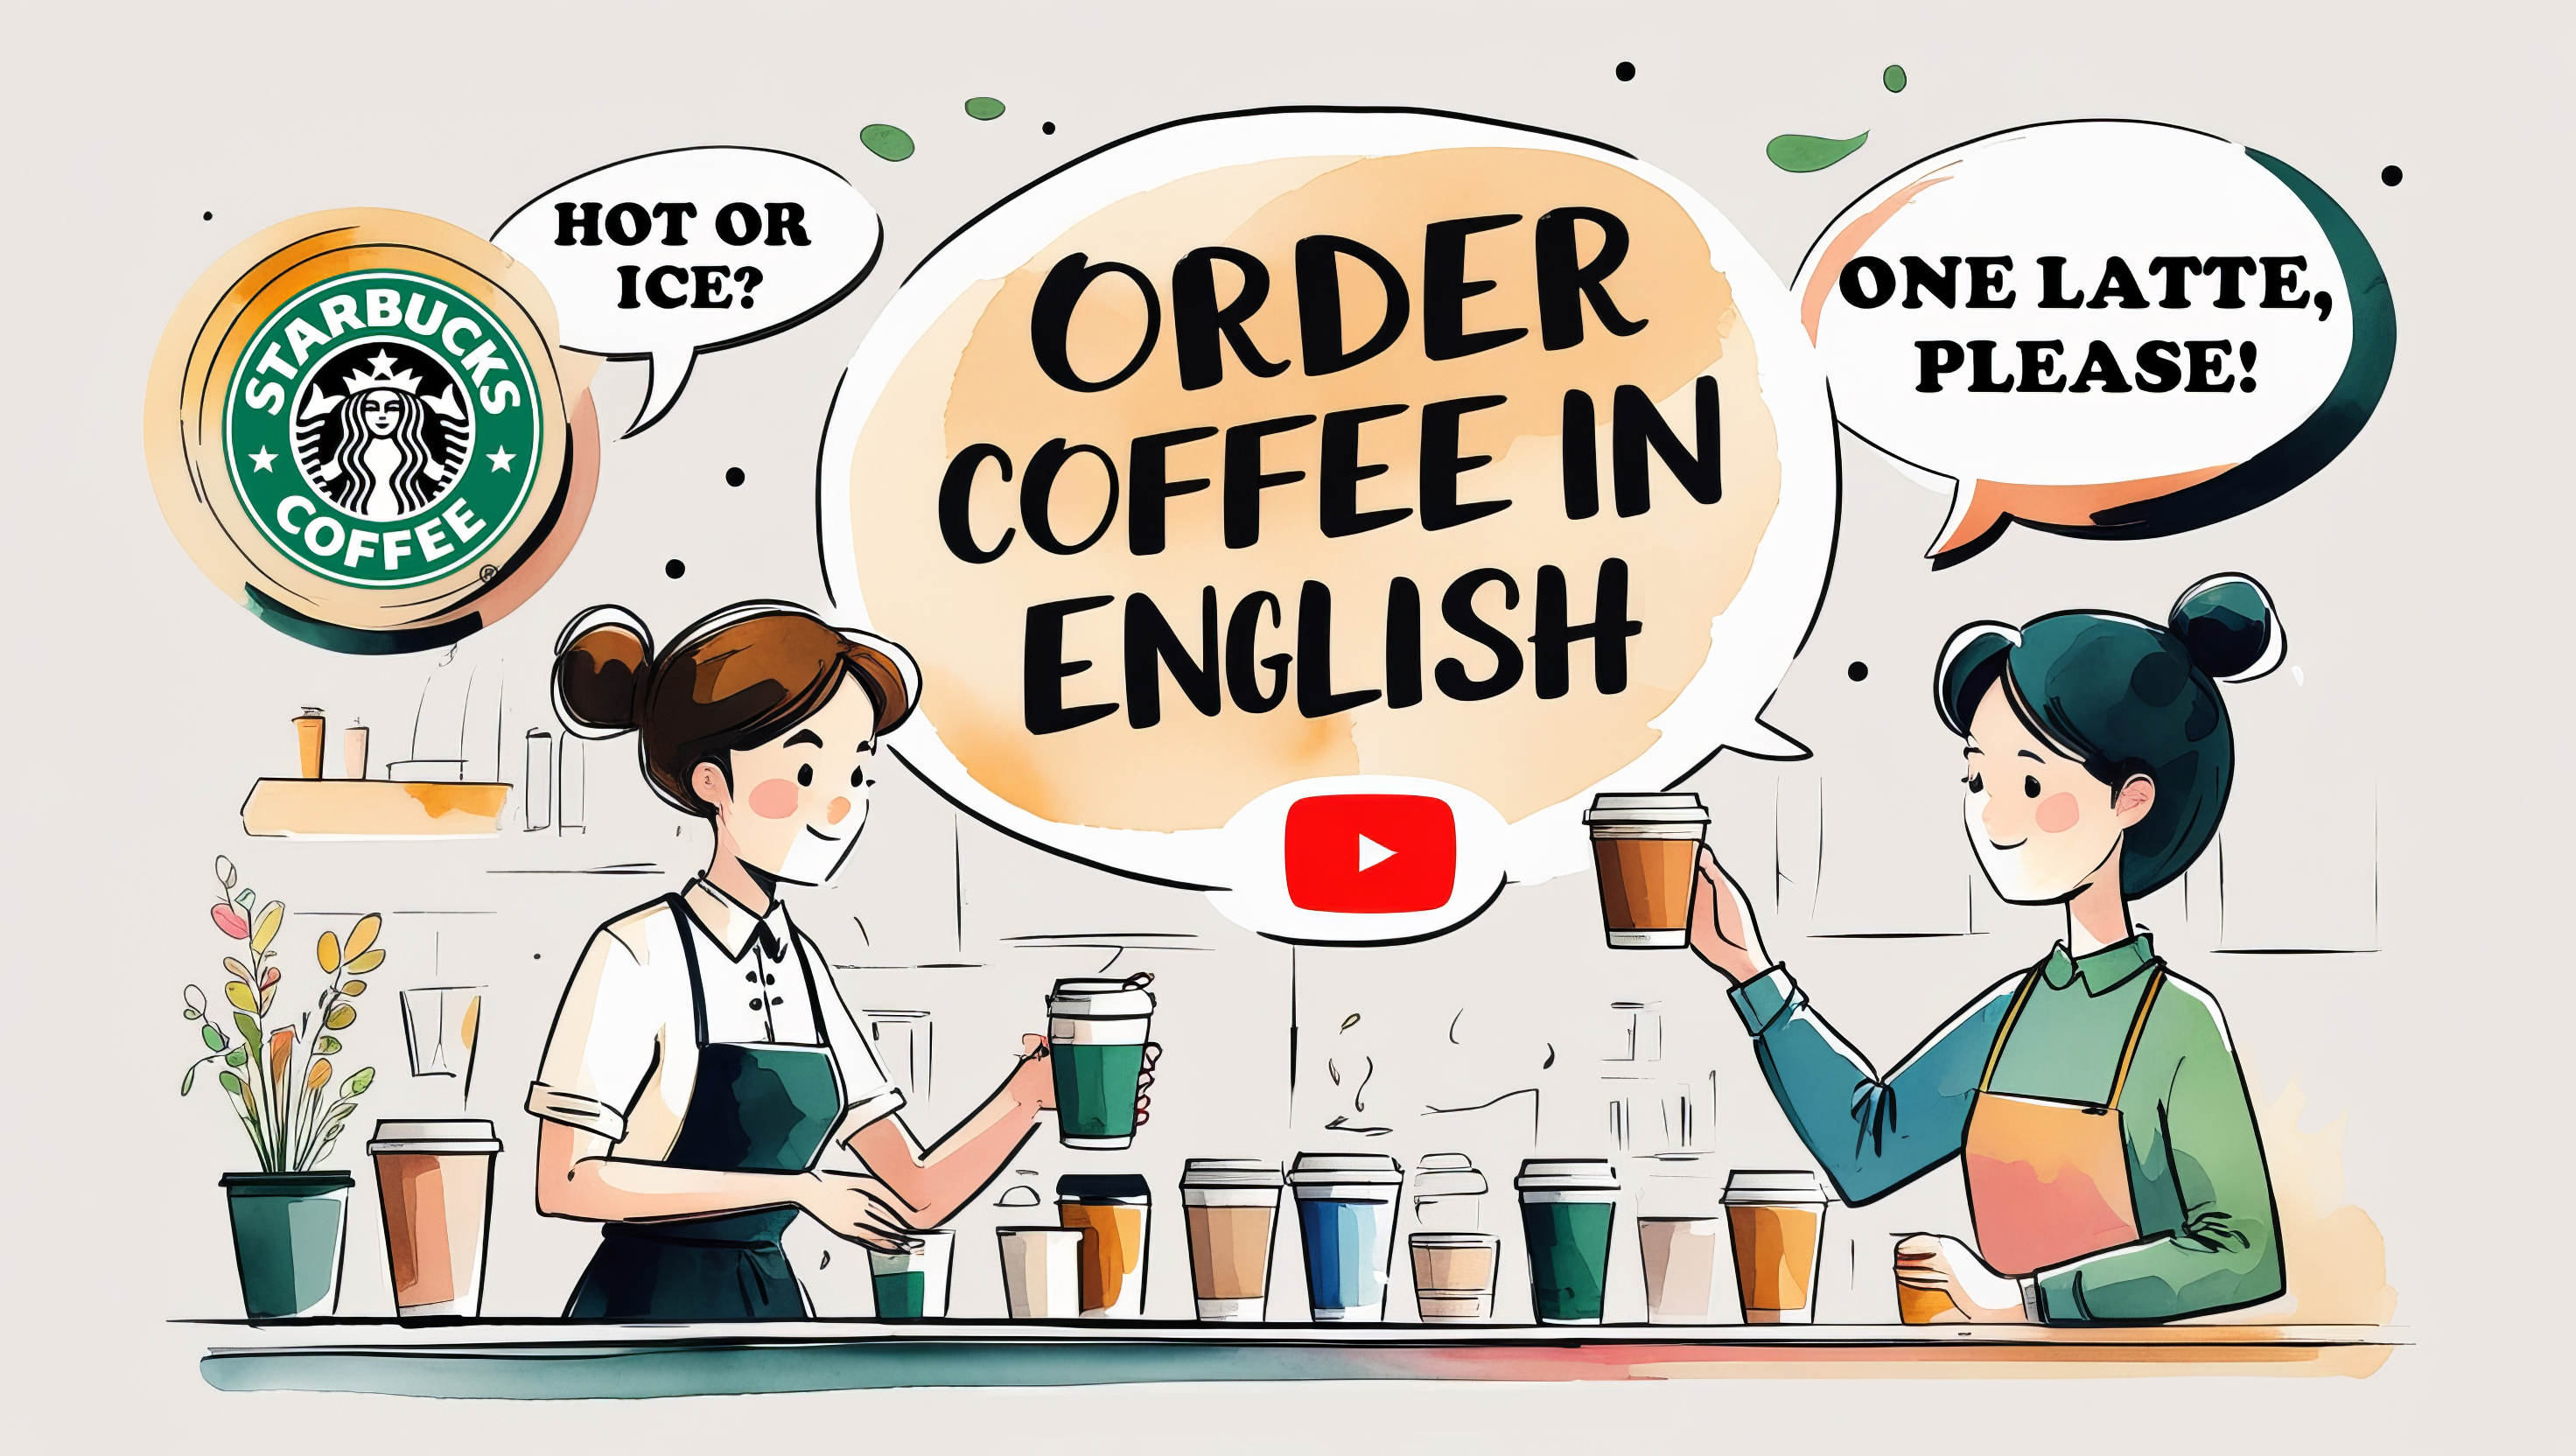 STARBUCKS
COFFEE
®
HOT OR
ICE?
ORDER
COFFEE IN
ENGLISH
ONE LATTE,
PLEASE!